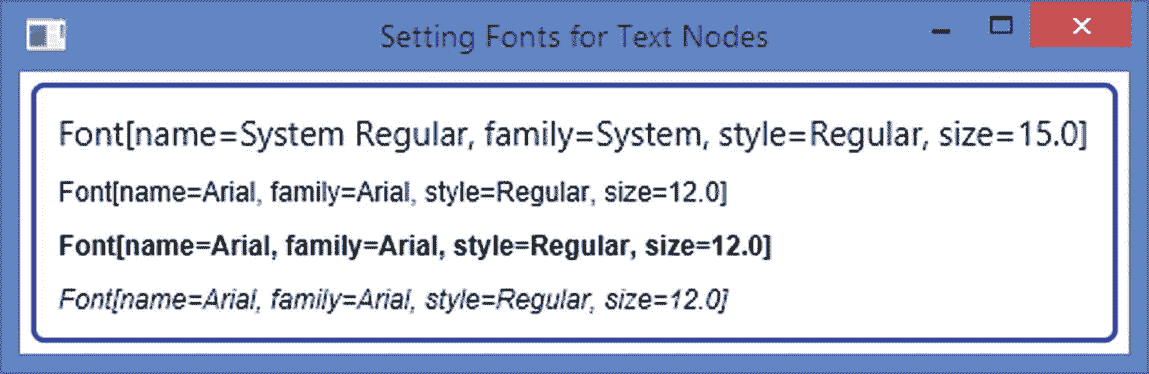 Setting Fonts for Text Nodes
Font[name=System Regular, family=System, style=Regular, size=15.0]
Font[name=Arial, family=Arial, style=Regular, size=12.0]
Font[name=Arial, family=Arial, style=Regular, size=12.0]
Font[name=Arial, family=Arial, style=Regular, size=12.0]